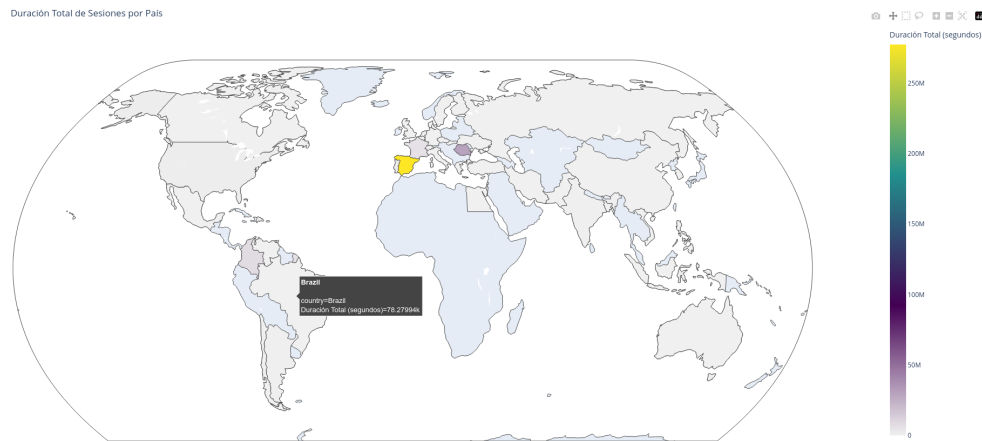 Duración Total de Sesiones por País
Duración Total (segundos)
250M
200M
150M
100M
50M
0
Brazil
country=Brazil
Duración Total (segundos)=78.27994k